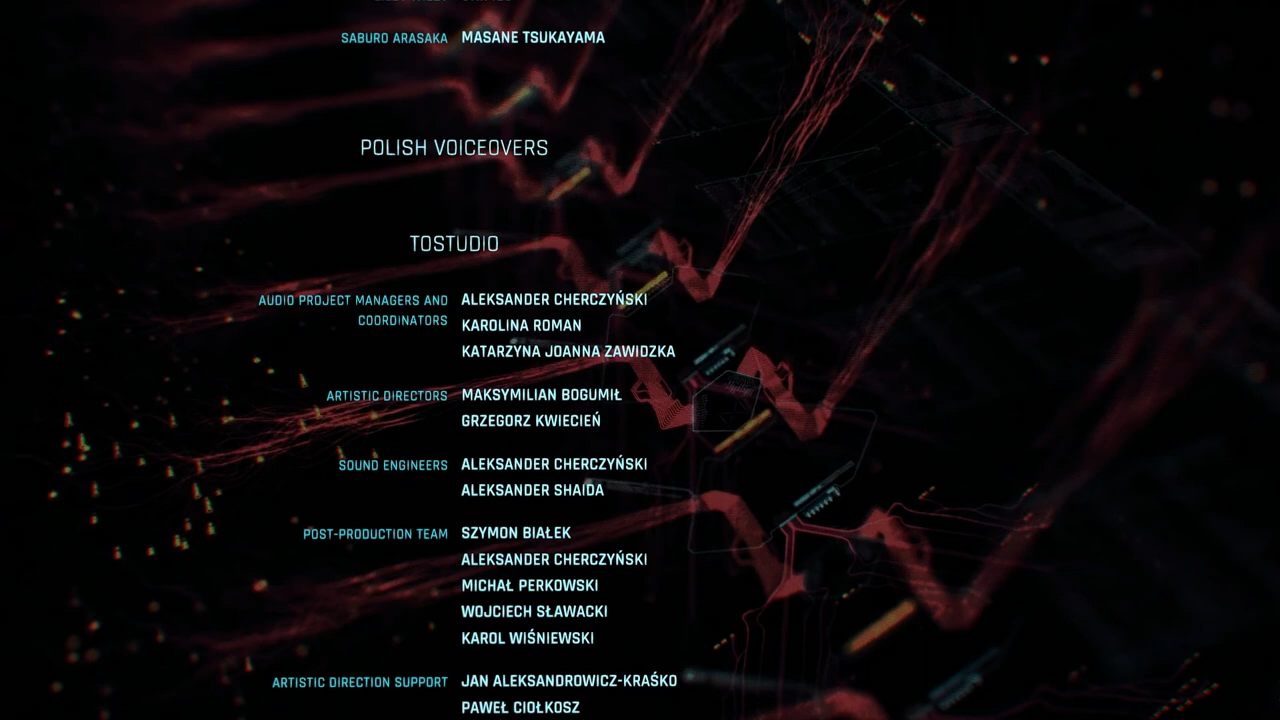 SABURO ARASAKA MASANE TSUKAYAMA
POLISH VOICEOVERS
TOSTUDIO
AUDIO PROJECT MANAGERS AND COORDINATORS ALEKSANDER CHERCZYŃSKI
KAROLINA ROMAN
KATARZYNA JOANNA ZAWIDZKA
ARTISTIC DIRECTORS MAKSYMILIAN BOGUMIŁ
GRZEGORZ KWIECIEŃ
SOUND ENGINEERS ALEKSANDER CHERCZYŃSKI
ALEKSANDER SHAIDA
POST-PRODUCTION TEAM SZYMON BIAŁEK
ALEKSANDER CHERCZYŃSKI
MICHAŁ PERKOWSKI
WOJCIECH SŁAWACKI
KAROL WIŚNIEWSKI
ARTISTIC DIRECTION SUPPORT JAN ALEKSANDROWICZ-KRAŚKO
PAWEŁ CIOŁKOSZ